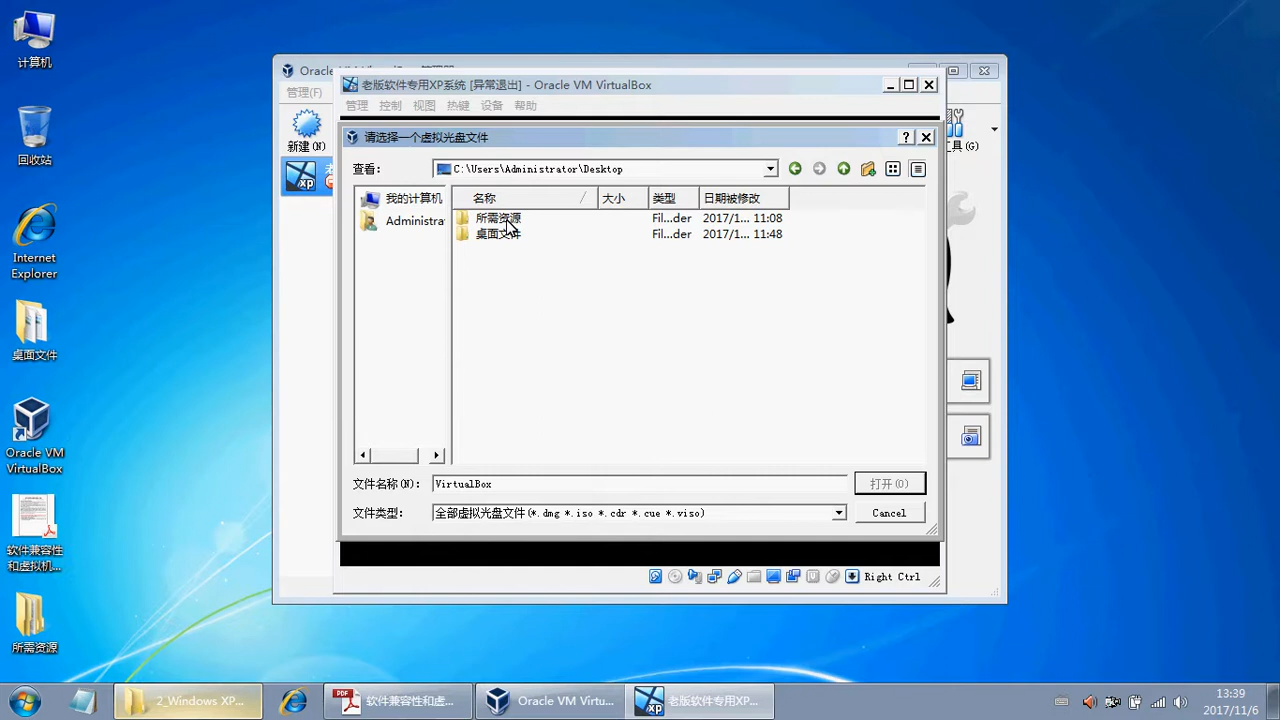 计算机
回收站
Internet
Explorer
桌面文件
Oracle VM
VirtualBox
软件兼容性
和虚拟机...
所需资源
管理(F)
新建(N)
老版软件专用XP系统 [异常退出] - Oracle VM VirtualBox
管理 控制 视图 热键 设备 帮助
请选择一个虚拟光盘文件
查看: C:\Users\Administrator\Desktop
我的计算机
Administra
名称 大小 类型 日期被修改
所需资源 Fil...der 2017/1... 11:08
桌面文件 Fil...der 2017/1... 11:48
文件名称(N): VirtualBox 打开(O)
文件类型: 全部虚拟光盘文件(*.dmg *.iso *.cdr *.cue *.viso) Cancel
Right Ctrl
2_Windows XP...
软件兼容性和虚...
Oracle VM Virtu...
老版软件专用XP...
13:39
2017/11/6